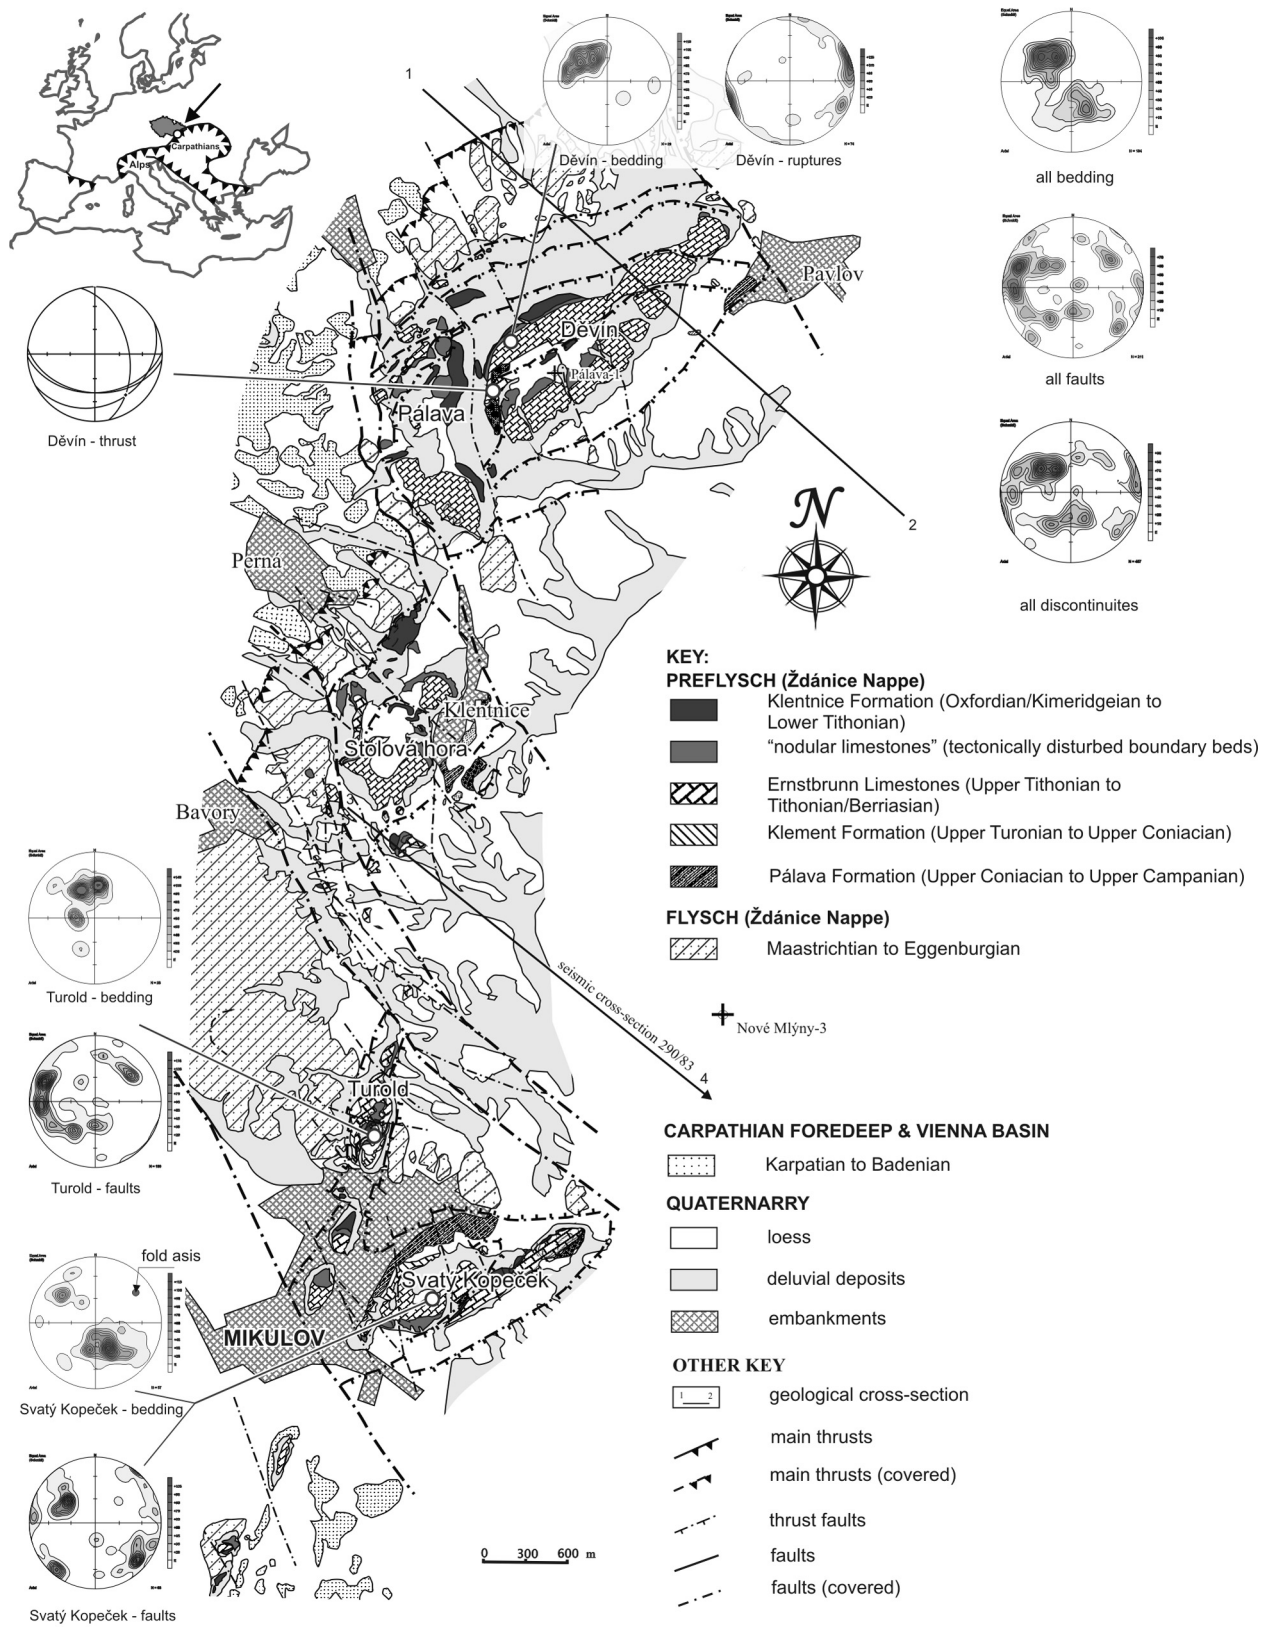 1
Děvín - bedding
Děvín - ruptures
all bedding
Carpathians
Alps
Pavlov
Děvín
Pálava-1
all faults
Pálava
Děvín - thrust
N
2
Perná
all discontinuites
KEY:
PREFLYSCH (Ždánice Nappe)
Klentnice Formation (Oxfordian/Kimeridgeian to
Lower Tithonian)
“nodular limestones” (tectonically disturbed boundary beds)
Ernstbrunn Limestones (Upper Tithonian to
Tithonian/Berriasian)
Klement Formation (Upper Turonian to Upper Coniacian)
Pálava Formation (Upper Coniacian to Upper Campanian)
FLYSCH (Ždánice Nappe)
Maastrichtian to Eggenburgian
Klentnice
Stolová hora
3
Bavory
seismic cross-section 290/83
4
Nové Mlýny-3
Turold - bedding
Turold
Turold - faults
CARPATHIAN FOREDEEP & VIENNA BASIN
Karpatian to Badenian
QUATERNARRY
loess
deluvial deposits
embankments
OTHER KEY
1 2
geological cross-section
main thrusts
main thrusts (covered)
thrust faults
faults
faults (covered)
fold asis
Svatý Kopeček
MIKULOV
Svatý Kopeček - bedding
Svatý Kopeček - faults
0 300 600 m